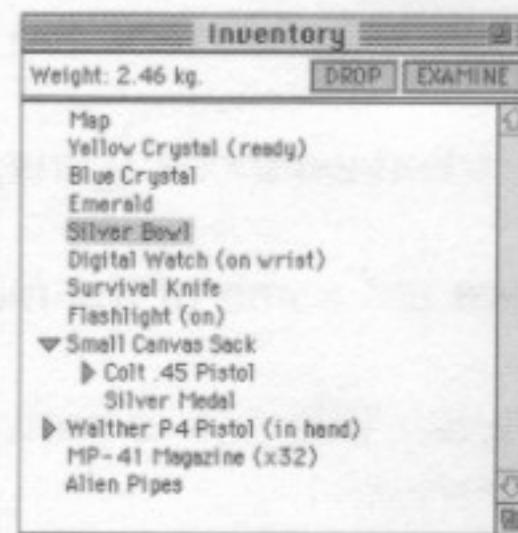 Inventory
Weight: 2.46 kg. DROP EXAMINE
Map
Yellow Crystal (ready)
Blue Crystal
Emerald
Silver Bowl
Digital Watch (on wrist)
Survival Knife
Flashlight (on)
Small Canvas Sack
Colt .45 Pistol
Silver Medal
Walther P4 Pistol (in hand)
MP-41 Magazine (x32)
Alien Pipes